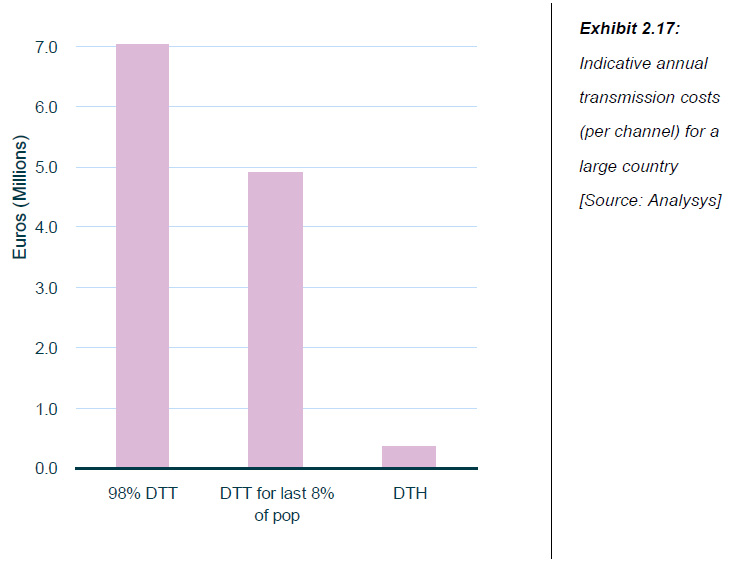 7.0
6.0
5.0
4.0
3.0
2.0
1.0
0.0
Euros (Millions)
98% DTT
DTT for last 8%
of pop
DTH
Exhibit 2.17:
Indicative annual
transmission costs
(per channel) for a
large country
[Source: Analysys]